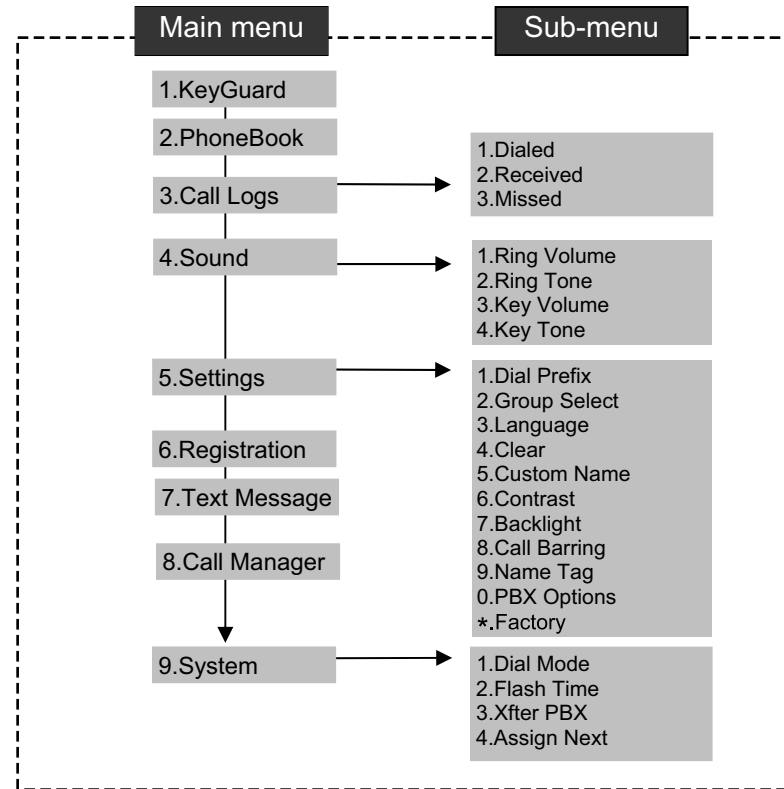 Main menu
Sub-menu
1.KeyGuard
2.PhoneBook
3.Call Logs
1.Dialed
2.Received
3.Missed
4.Sound
1.Ring Volume
2.Ring Tone
3.Key Volume
4.Key Tone
5.Settings
1.Dial Prefix
2.Group Select
3.Language
4.Clear
5.Custom Name
6.Contrast
7.Backlight
8.Call Barring
9.Name Tag
0.PBX Options
*.Factory
6.Registration
7.Text Message
8.Call Manager
9.System
1.Dial Mode
2.Flash Time
3.Xfter PBX
4.Assign Next